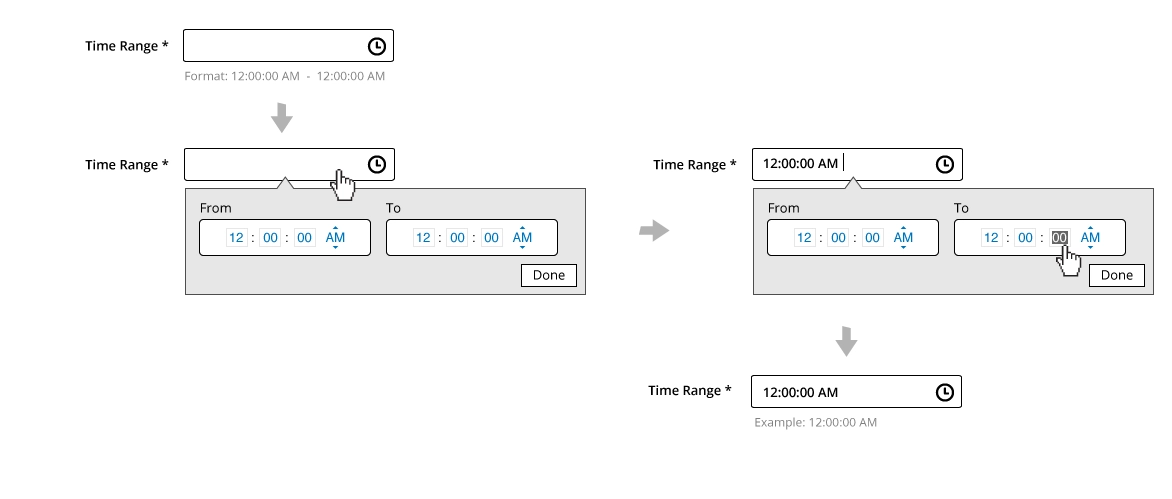 Time Range *
Format: 12:00:00 AM - 12:00:00 AM
Time Range *
From To
12 : 00 : 00 AM 12 : 00 : 00 AM
Done
Time Range * 12:00:00 AM
From To
12 : 00 : 00 AM 12 : 00 : 00 AM
Done
Time Range * 12:00:00 AM
Example: 12:00:00 AM